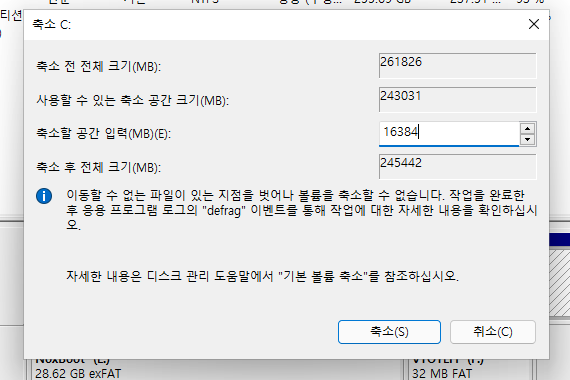 축소 C:
축소 전 전체 크기(MB):
261826
사용할 수 있는 축소 공간 크기(MB):
243031
축소할 공간 입력(MB)(E):
16384
축소 후 전체 크기(MB):
245442
이동할 수 없는 파일이 있는 지점을 벗어나 볼륨을 축소할 수 없습니다. 작업을 완료한
후 응용 프로그램 로그의 "defrag" 이벤트를 통해 작업에 대한 자세한 내용을 확인하십시
오.
자세한 내용은 디스크 관리 도움말에서 "기본 볼륨 축소"를 참조하십시오.
축소(S)
취소(C)
28.62 GB exFAT
32 MB FAT